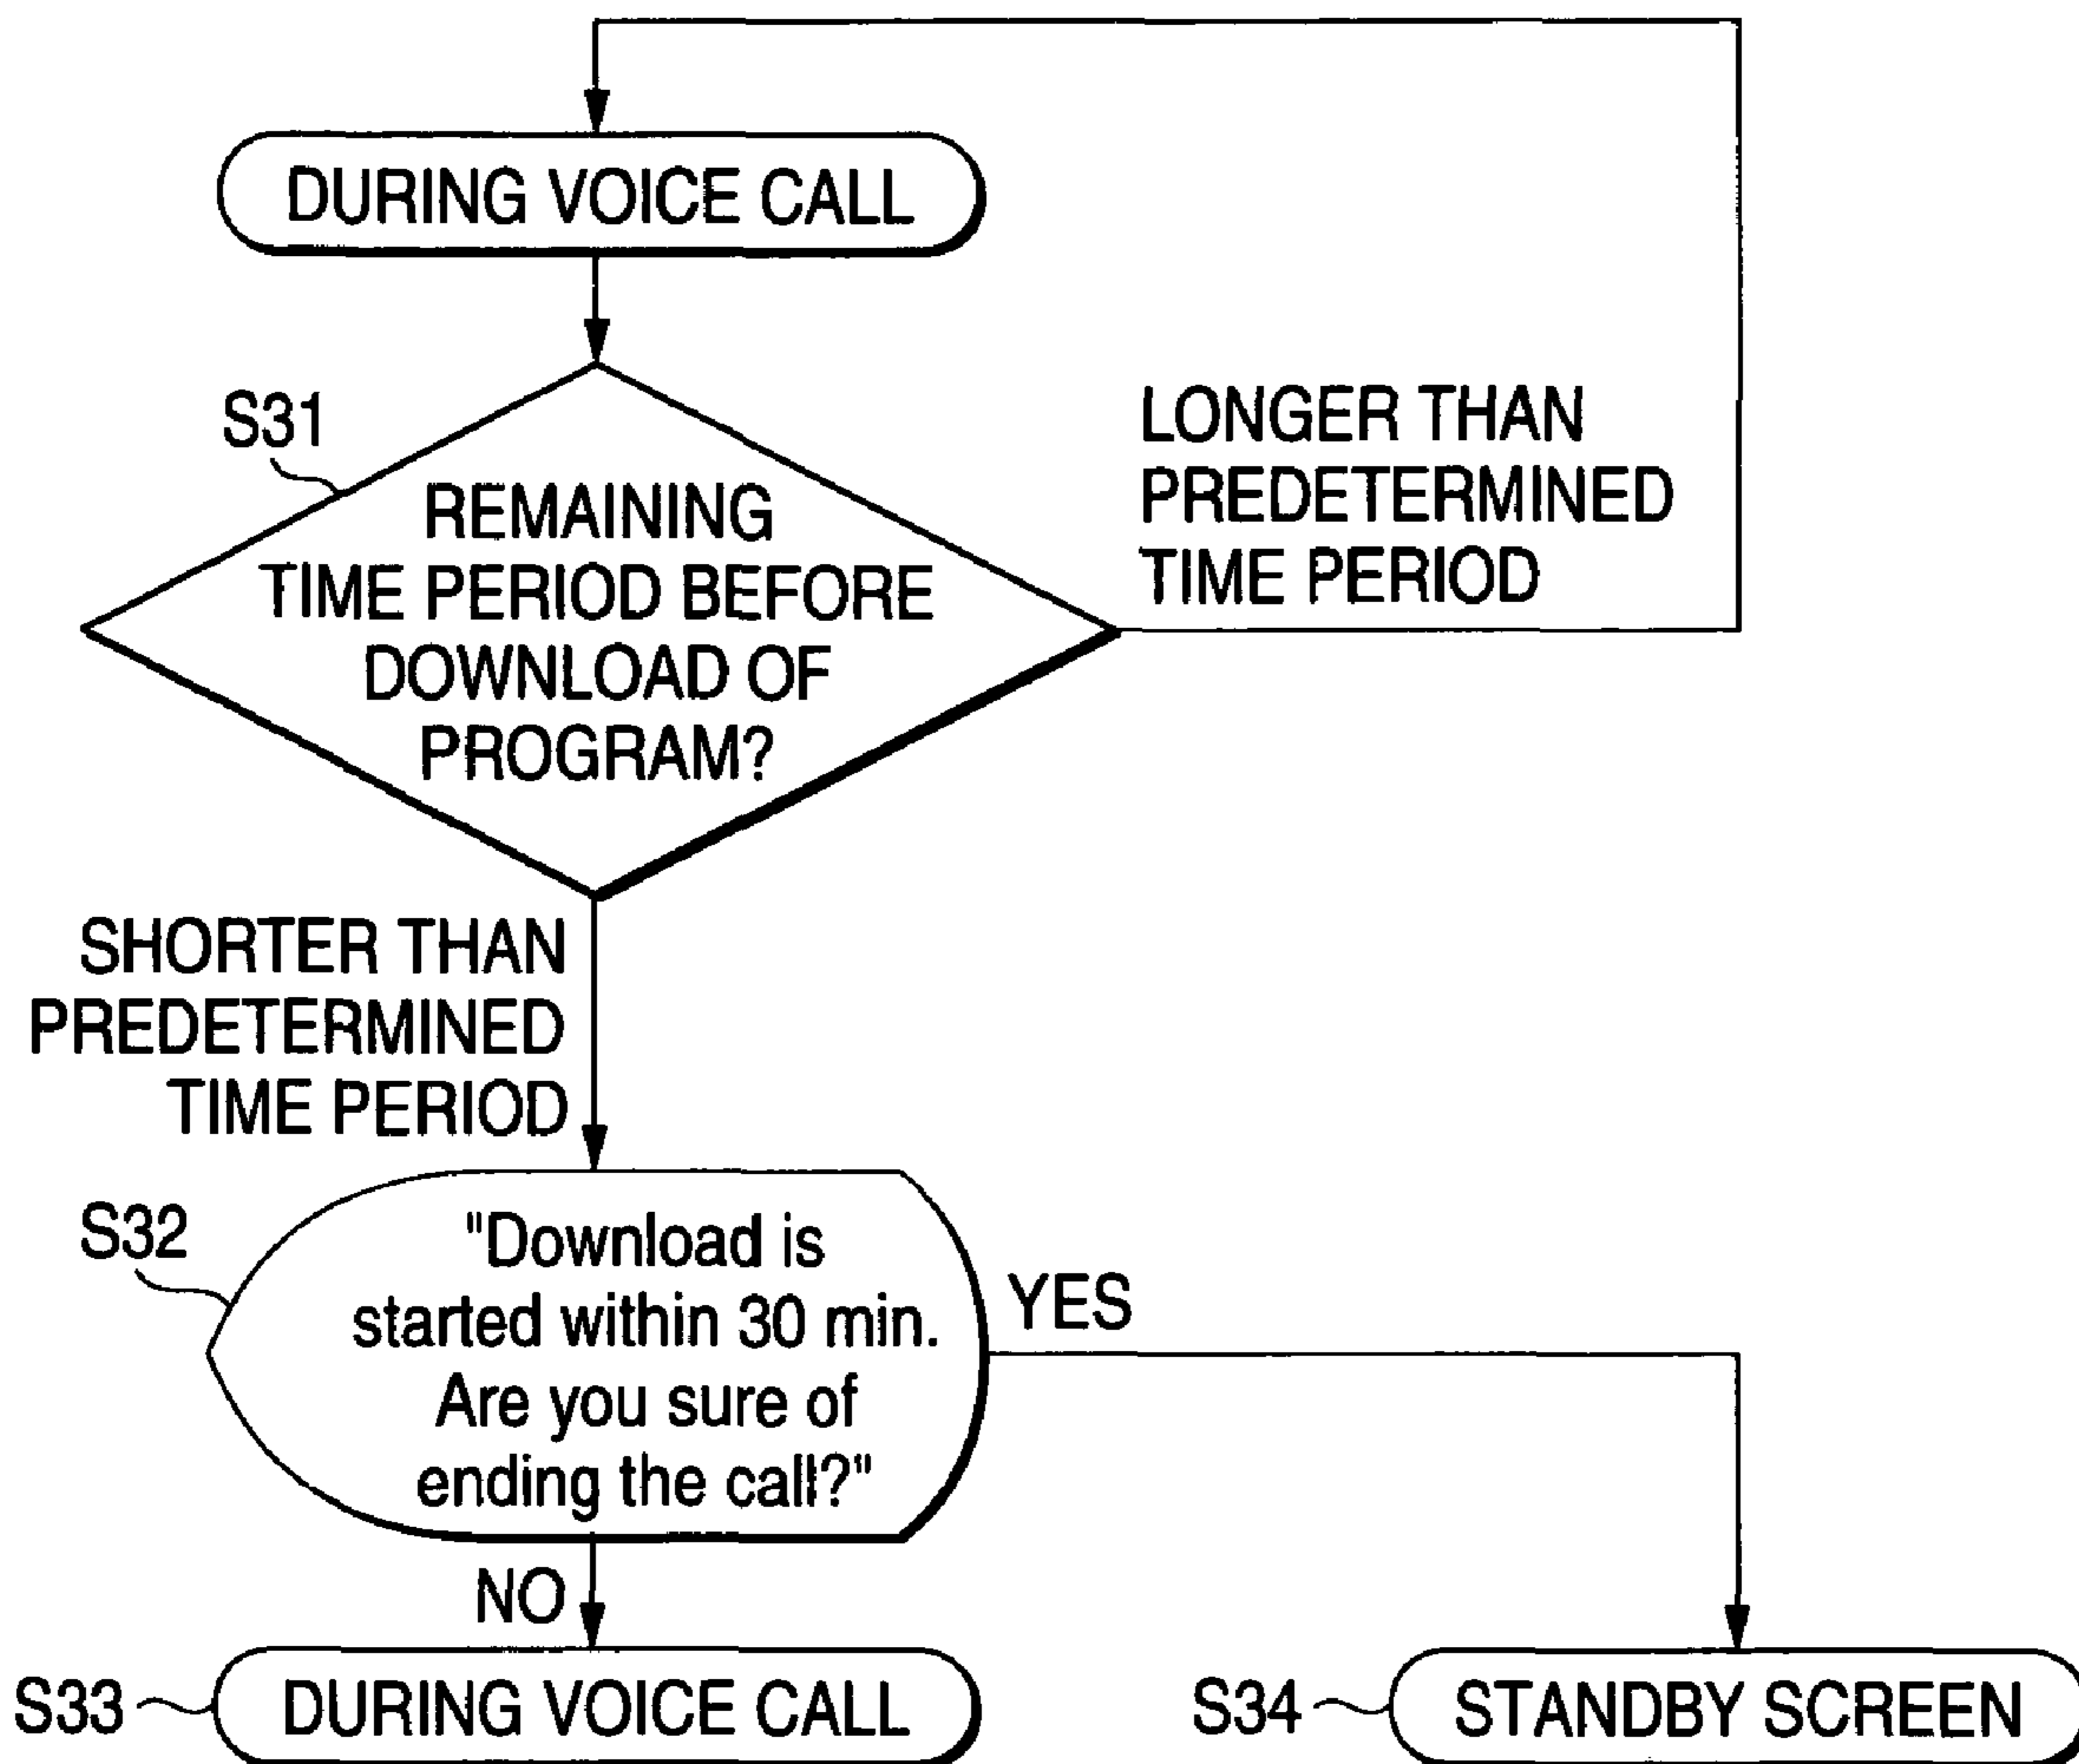 DURING VOICE CALL
S31
REMAINING
TIME PERIOD BEFORE
DOWNLOAD OF
PROGRAM?
LONGER THAN
PREDETERMINED
TIME PERIOD
SHORTER THAN
PREDETERMINED
TIME PERIOD
S32
"Download is
started within 30 min.
Are you sure of
ending the call?"
YES
NO
S33
DURING VOICE CALL
S34
STANDBY SCREEN